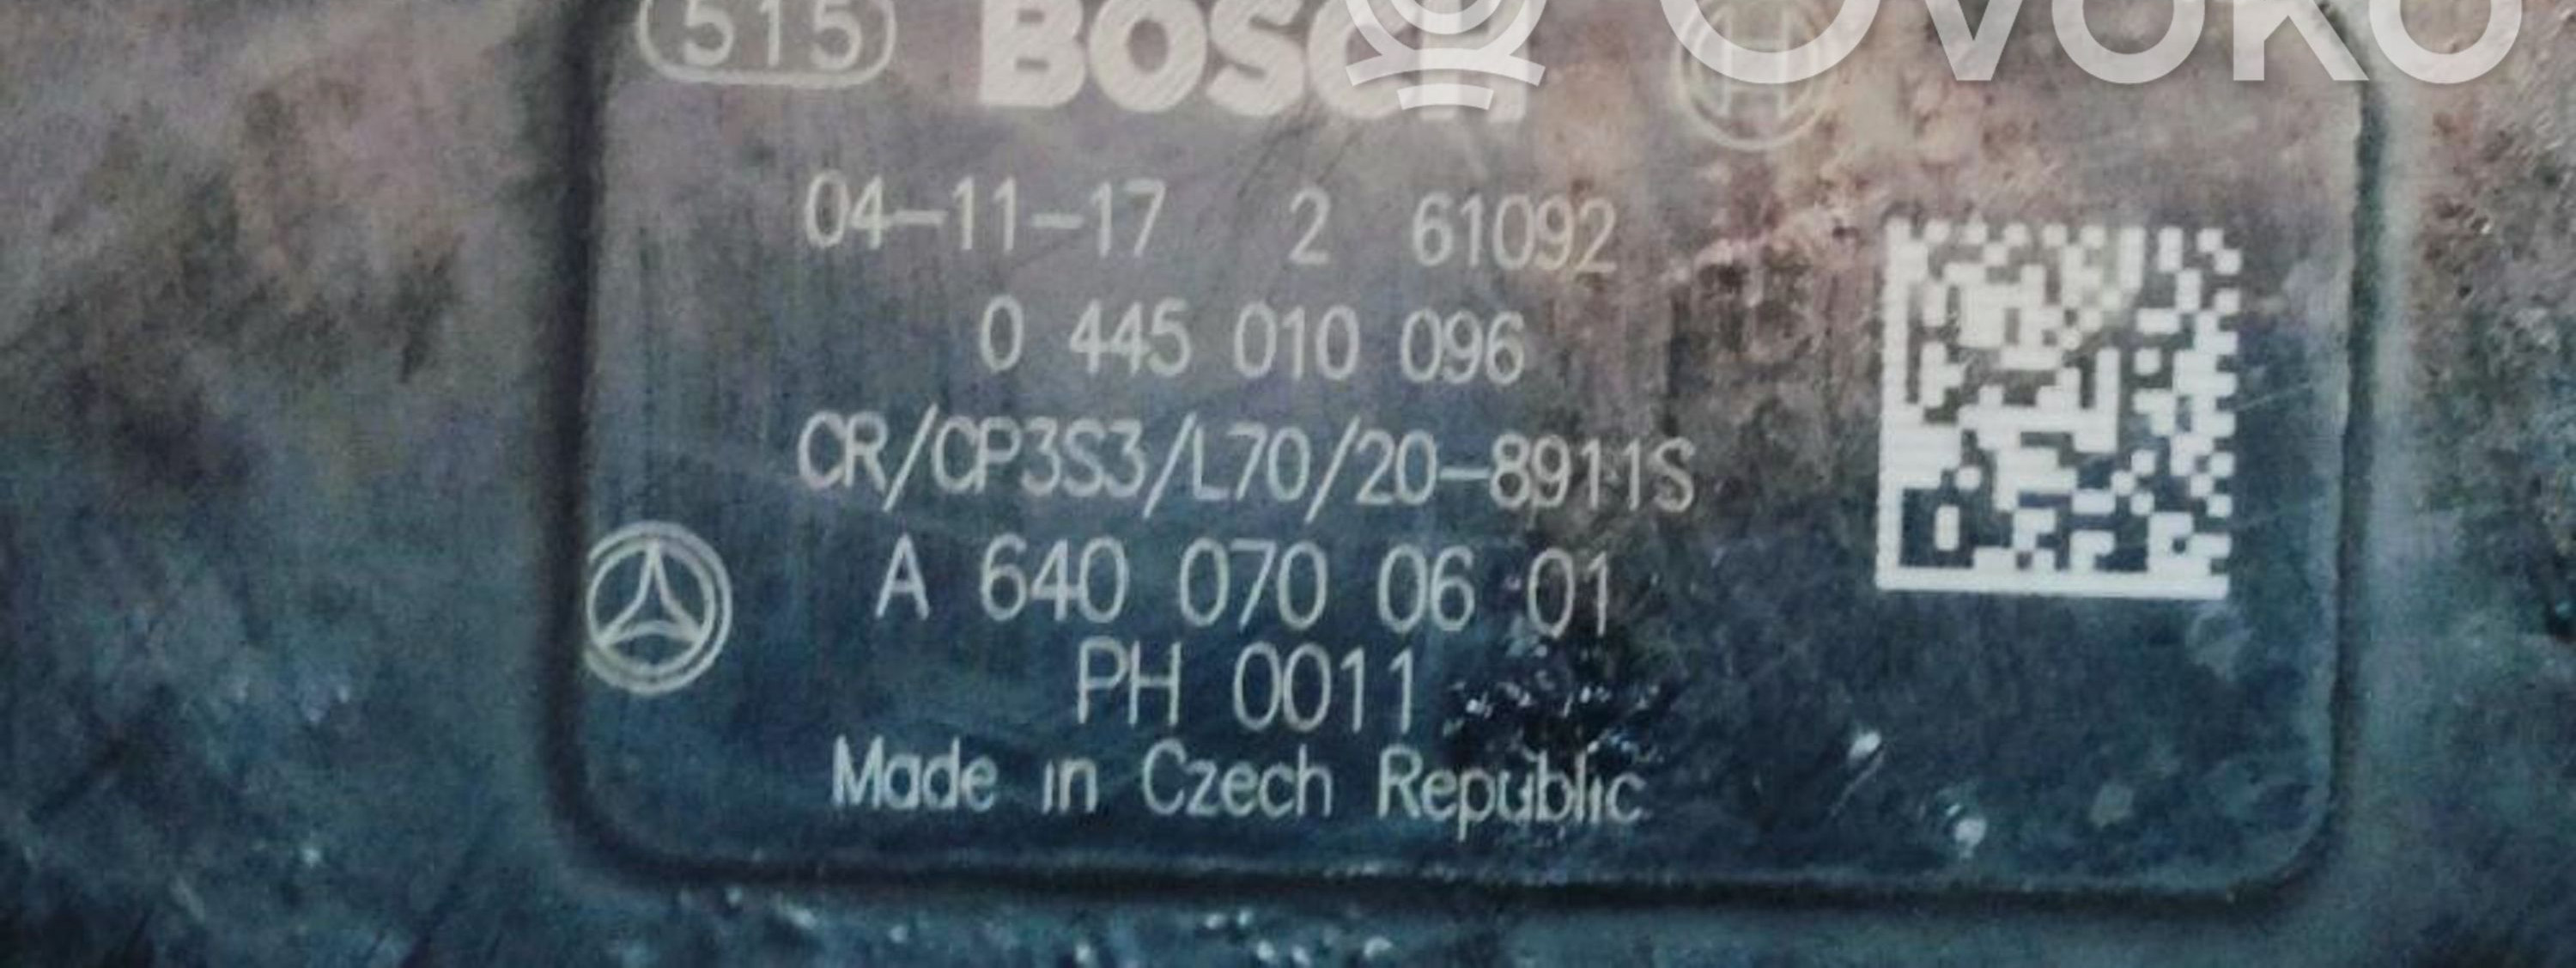 515 BOSCH
OVOKO
04-11-17 2 61092
0 445 010 096
CR/CP3S3/L70/20-8911S
A 640 070 06 01
PH 0011
Made in Czech Republic